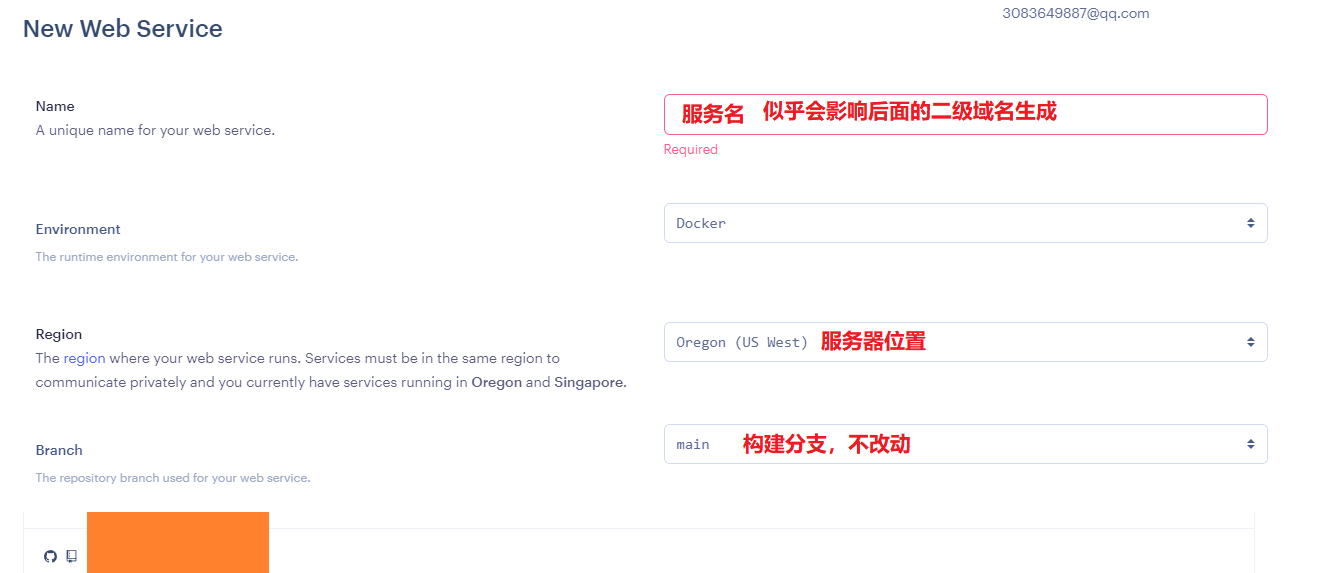 3083649887@qq.com
New Web Service
Name
A unique name for your web service.
服务名 似乎会影响后面的二级域名生成
Required
Environment
The runtime environment for your web service.
Docker
Region
The region where your web service runs. Services must be in the same region to
communicate privately and you currently have services running in Oregon and Singapore.
Oregon (US West) 服务器位置
Branch
The repository branch used for your web service.
main 构建分支，不改动